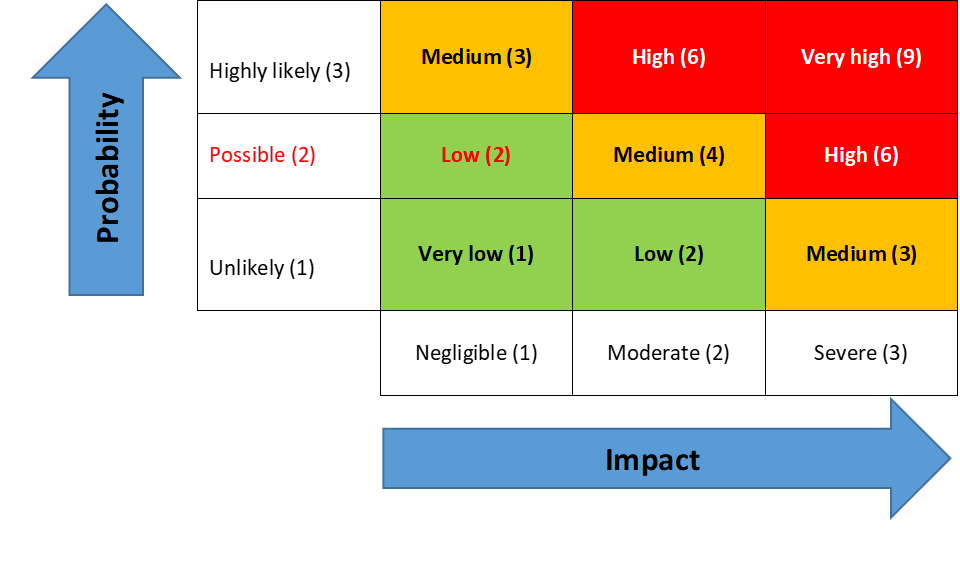 Probability
Highly likely (3)
Medium (3)
High (6)
Very high (9)
Possible (2)
Low (2)
Medium (4)
High (6)
Unlikely (1)
Very low (1)
Low (2)
Medium (3)
Negligible (1)
Moderate (2)
Severe (3)
Impact